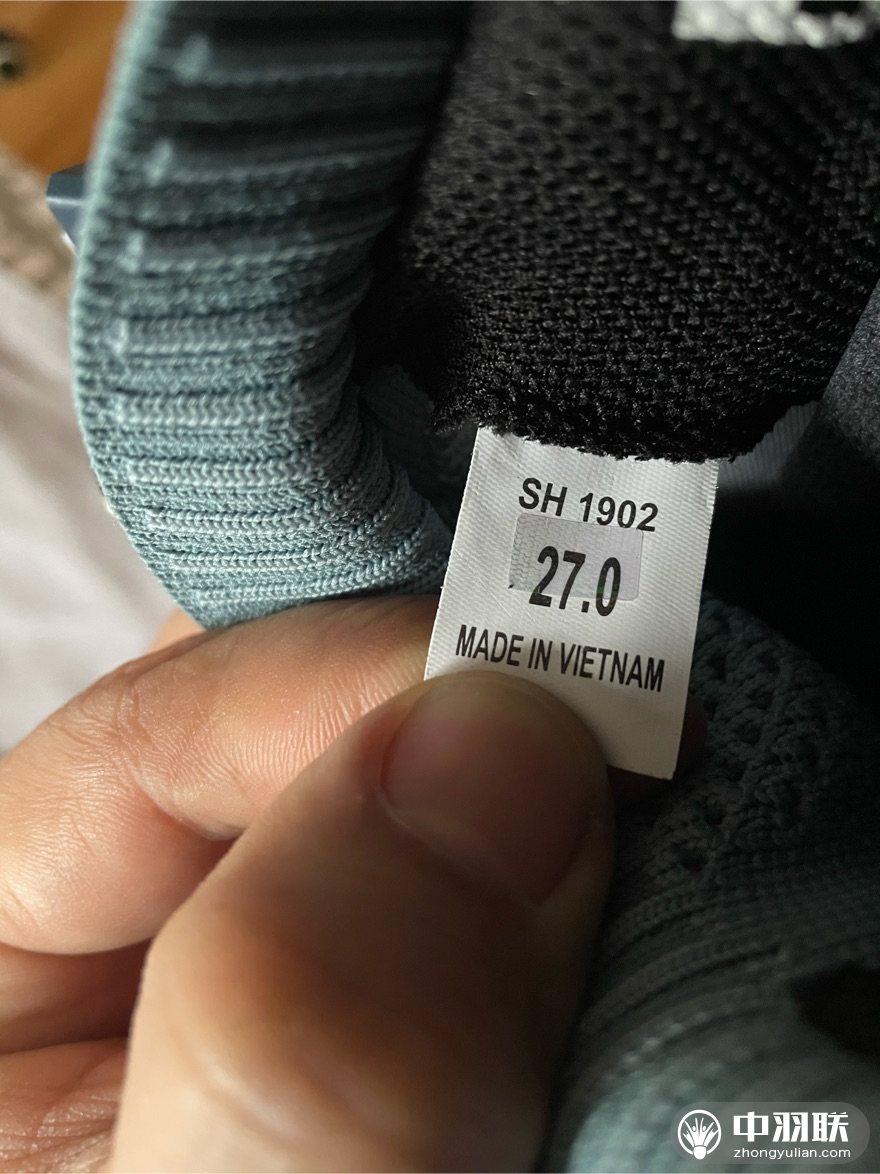 SH 1902
27.0
MADE IN VIETNAM
中羽联
zhongyulian.com